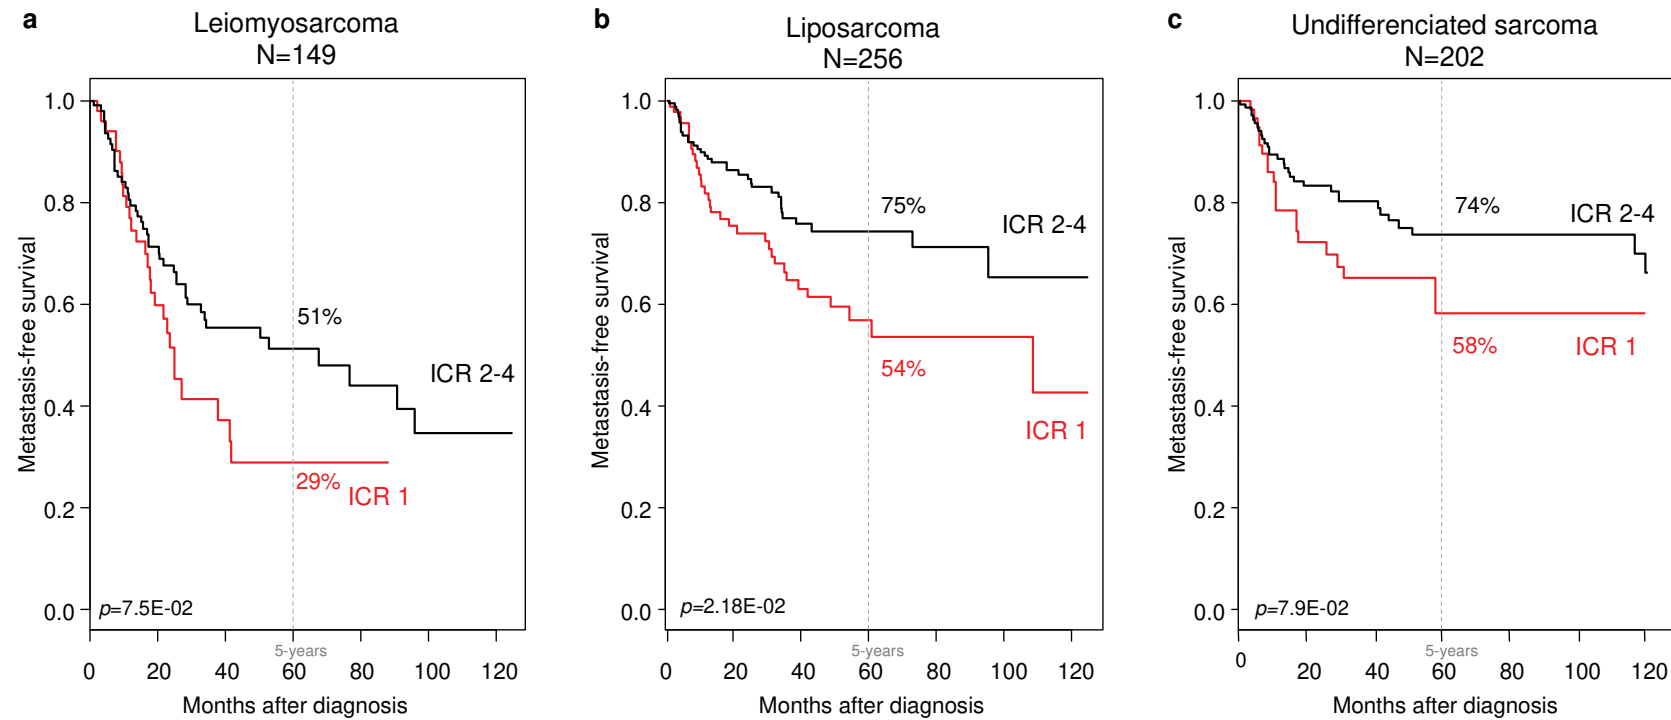 a
Leiomyosarcoma
N=149
Metastasis-free survival
1.0
0.8
0.6
0.4
0.2
0.0
51%
ICR 2-4
29%
ICR 1
p=7.5E-02
5-years
0 20 40 60 80 100 120
Months after diagnosis
b
Liposarcoma
N=256
Metastasis-free survival
1.0
0.8
0.6
0.4
0.2
0.0
75%
ICR 2-4
54%
ICR 1
p=2.18E-02
5-years
0 20 40 60 80 100 120
Months after diagnosis
c
Undifferenciated sarcoma
N=202
Metastasis-free survival
1.0
0.8
0.6
0.4
0.2
0.0
74%
ICR 2-4
58%
ICR 1
p=7.9E-02
5-years
0 20 40 60 80 100 120
Months after diagnosis